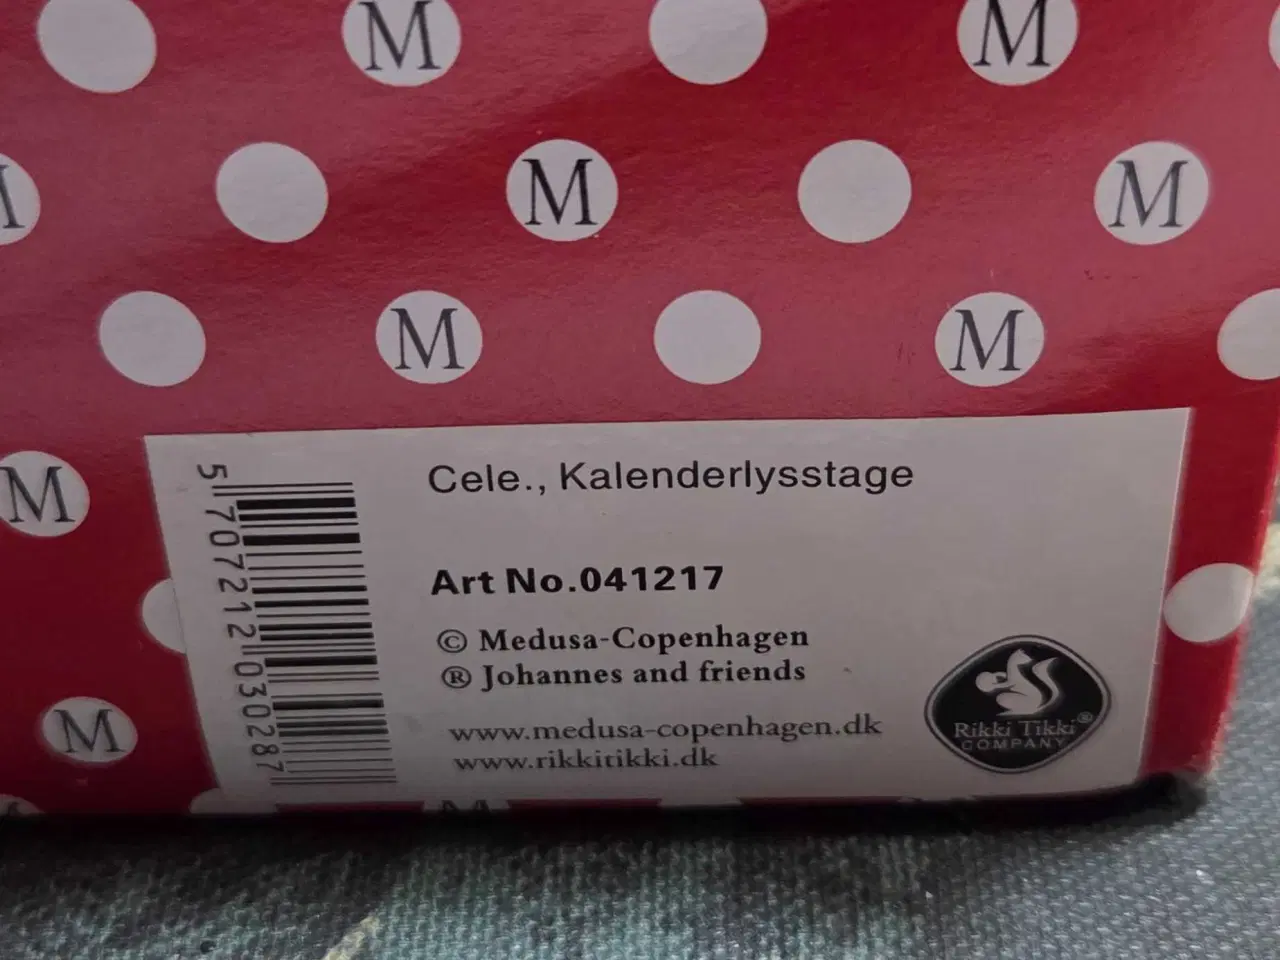 M M
M M M
M M
M
M
Cele., Kalenderlysstage
Art No.041217
© Medusa-Copenhagen
® Johannes and friends
www.medusa-copenhagen.dk
www.rikkitikki.dk
Rikki Tikki®
COMPANY
5 707212 030287
M